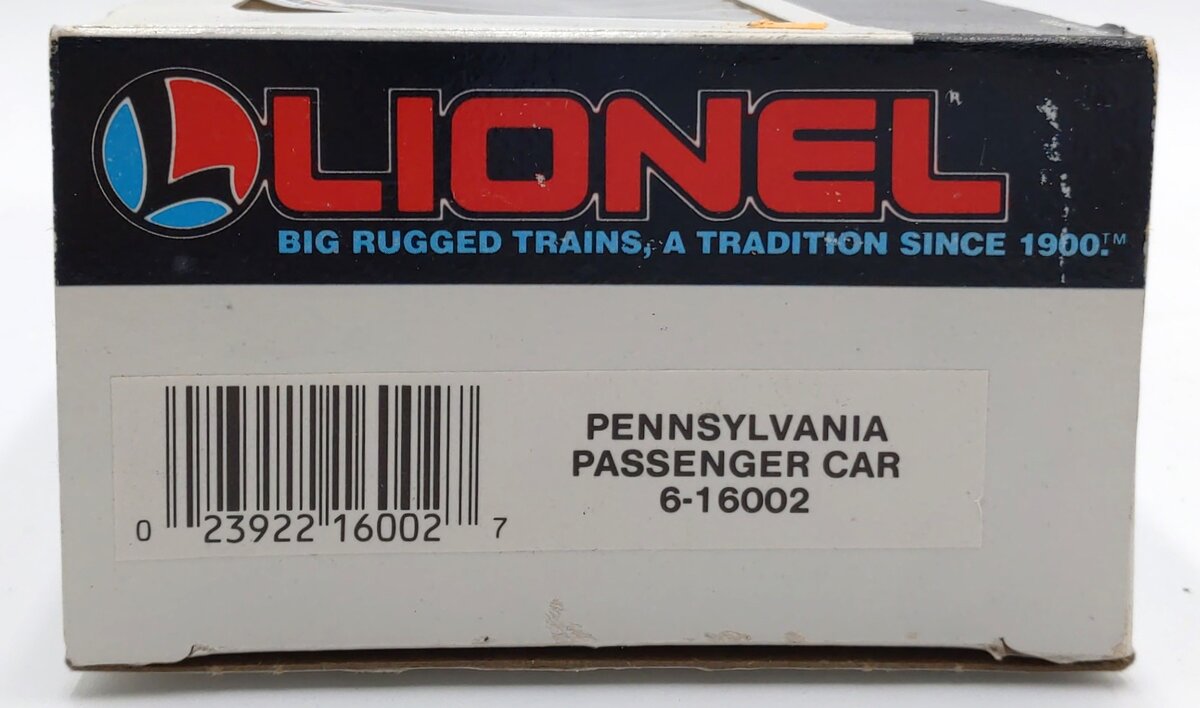 LIONEL®
BIG RUGGED TRAINS, A TRADITION SINCE 1900.™
PENNSYLVANIA
PASSENGER CAR
6-16002
0 23922 16002 7